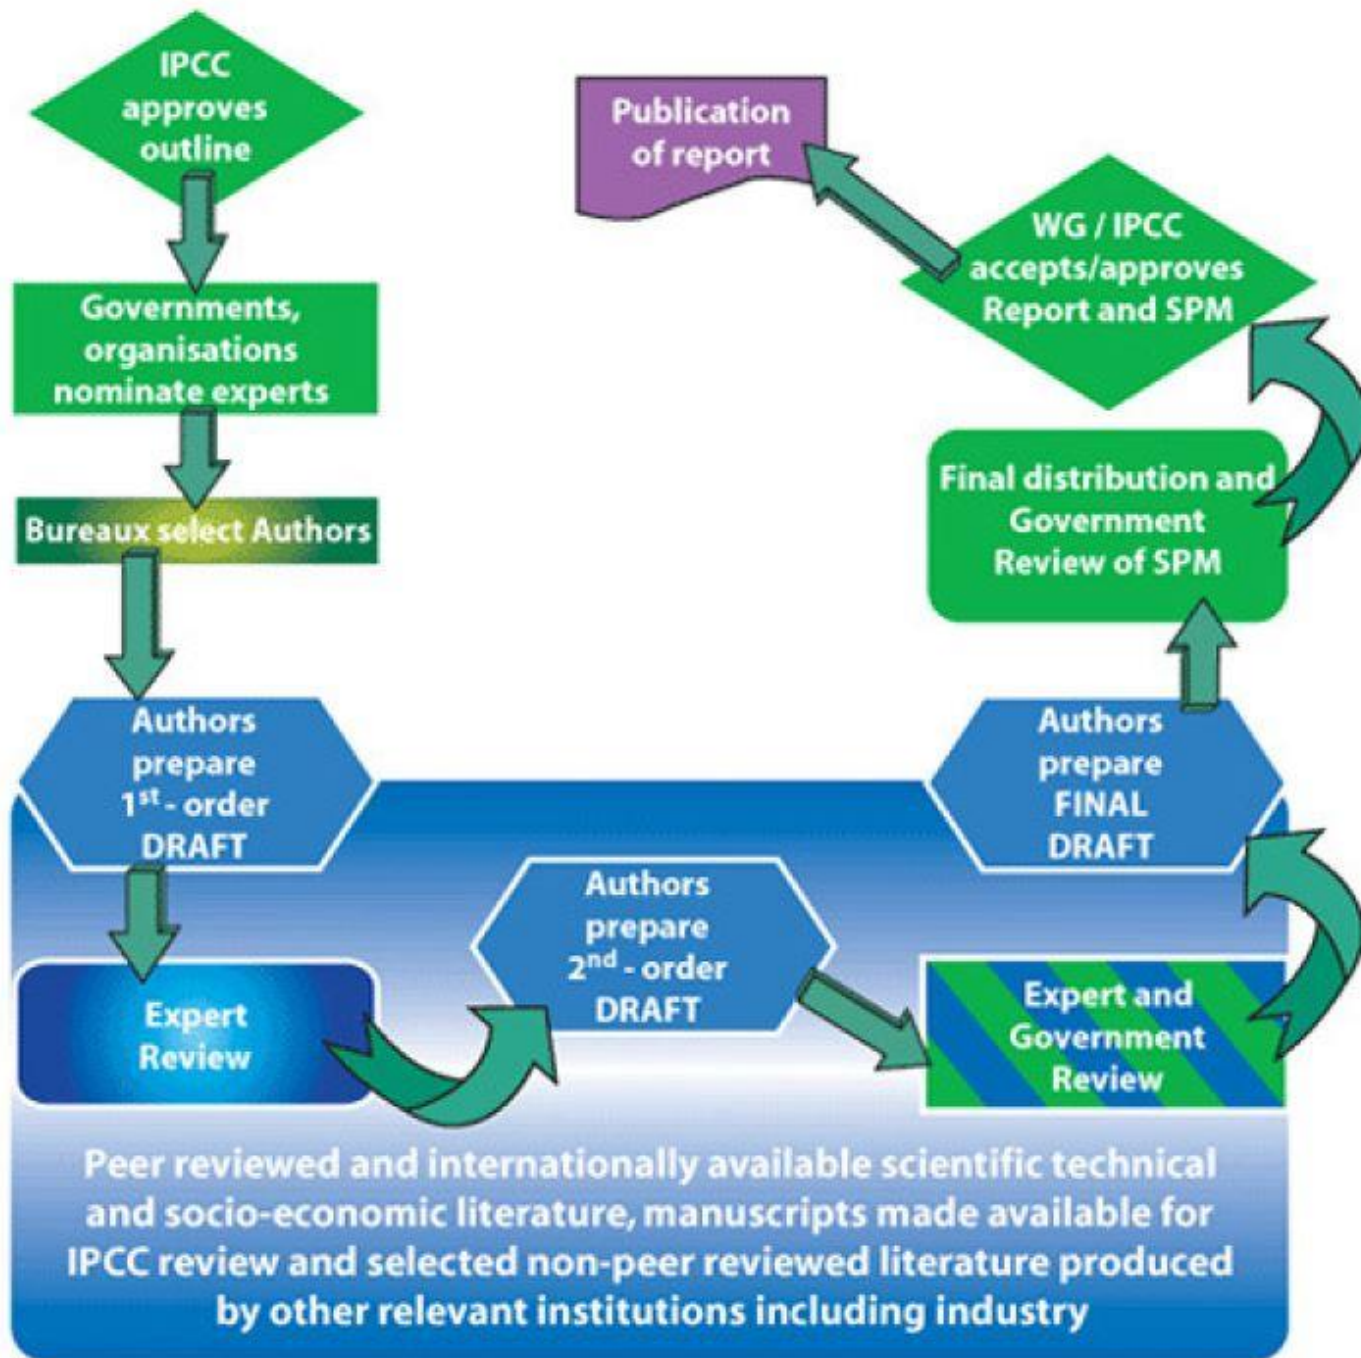 IPCC
approves
outline
Governments,
organisations
nominate experts
Bureaux select Authors
Authors
prepare
1st - order
DRAFT
Expert
Review
Authors
prepare
2nd - order
DRAFT
Expert and
Government
Review
Authors
prepare
FINAL
DRAFT
Final distribution and
Government
Review of SPM
WG / IPCC
accepts/approves
Report and SPM
Publication
of report
Peer reviewed and internationally available scientific technical
and socio-economic literature, manuscripts made available for
IPCC review and selected non-peer reviewed literature produced
by other relevant institutions including industry